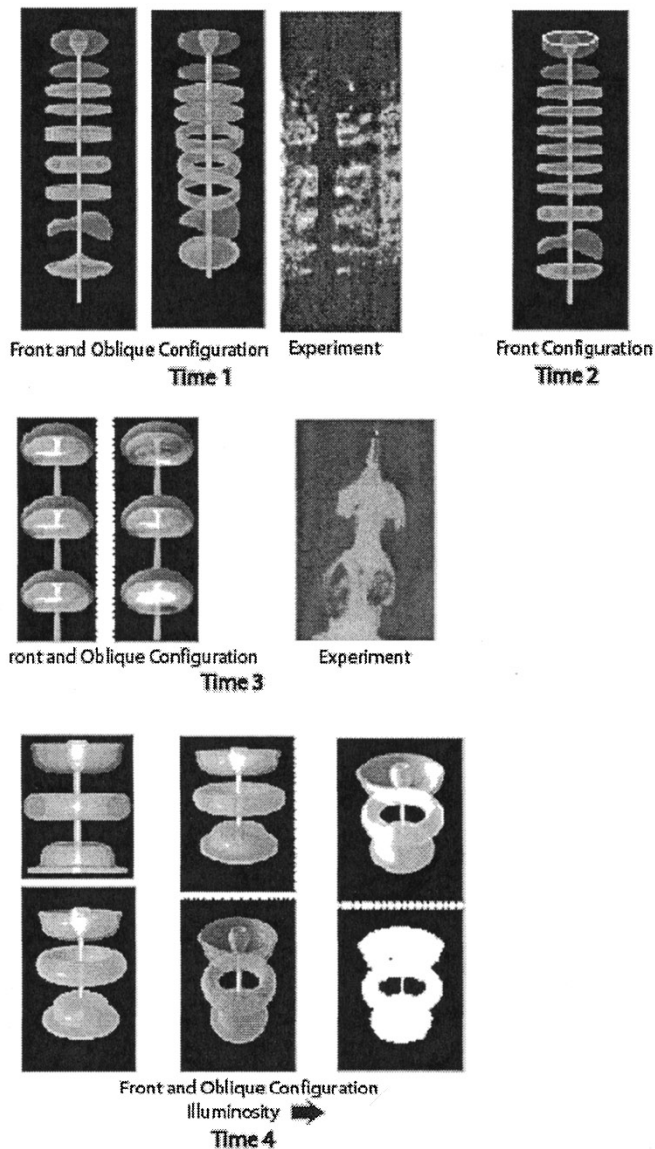 Front and Oblique Configuration
Experiment
Time 1
Front Configuration
Time 2
ront and Oblique Configuration
Experiment
Time 3
Front and Oblique Configuration
Illuminosity
Time 4